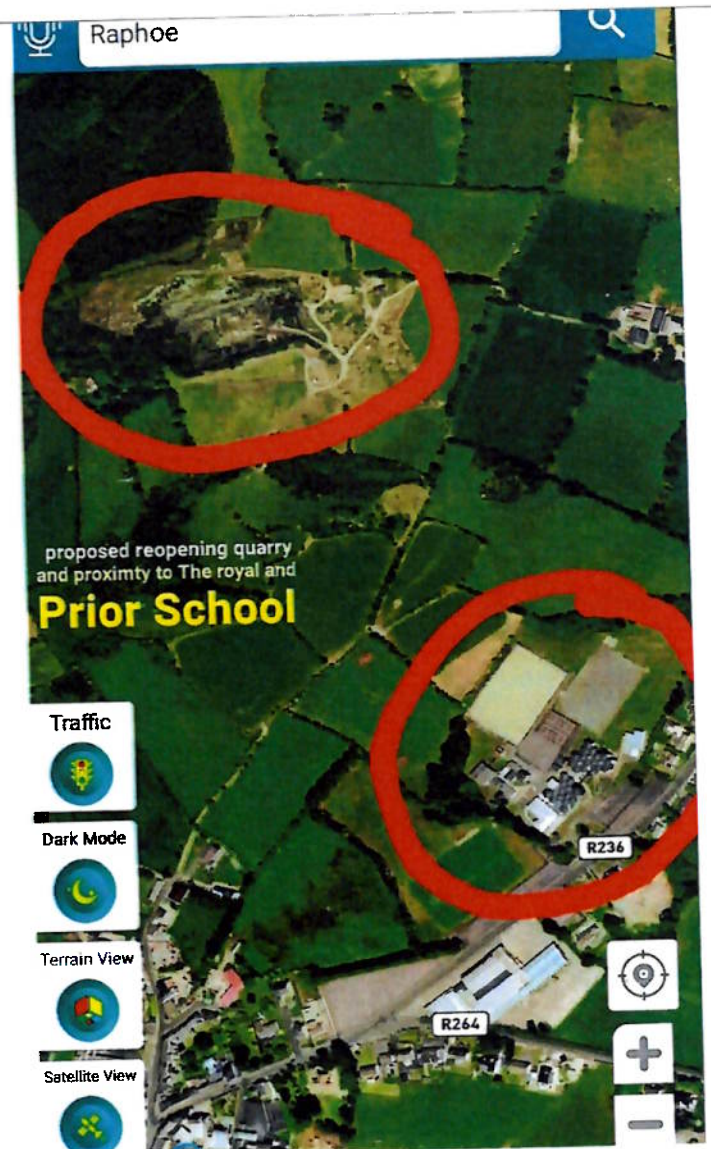 Raphoe
proposed reopening quarry
and proximty to The royal and
Prior School
Traffic
Dark Mode
R236
Terrain View
R264
Satellite View